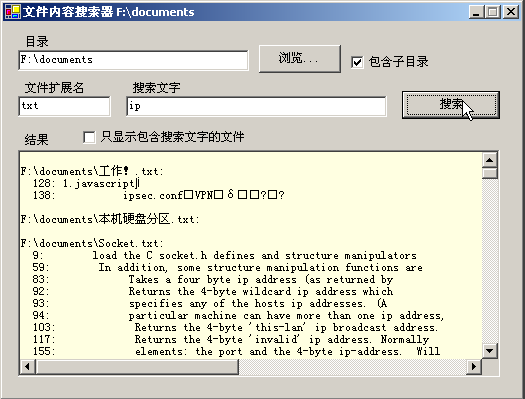 文件内容搜索器 F:\documents
目录
F:\documents
浏览...
包含子目录
文件扩展名 搜索文字
txt
ip
搜索
结果
只显示包含搜索文字的文件
F:\documents\工作! .txt:
128: 1.javascript
138: ipsec.conf□VPN□ δ□□?□?
F:\documents\本机硬盘分区.txt:
F:\documents\Socket.txt:
9: load the C socket.h defines and structure manipulators
59: In addition, some structure manipulation functions are
83: Takes a four byte ip address (as returned by
92: Returns the 4-byte wildcard ip address which
93: specifies any of the hosts ip addresses. (A
94: particular machine can have more than one ip address,
103: Returns the 4-byte 'this-lan' ip broadcast address.
117: Returns the 4-byte 'invalid' ip address. Normally
155: elements: the port and the 4-byte ip-address. Will